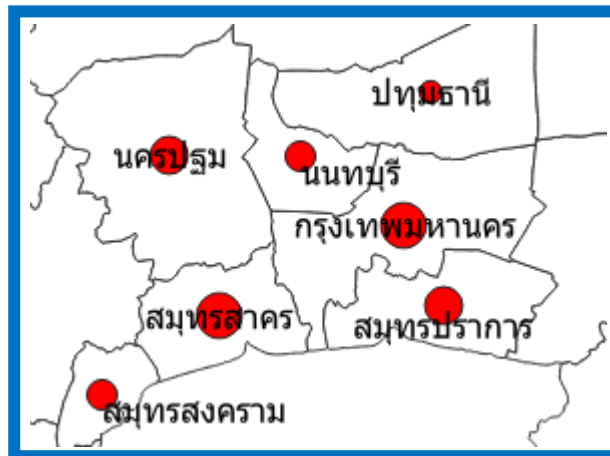 ปทุมธานี
นครปฐม
นนทบุรี
กรุงเทพมหานคร
สมุทรสาคร
สมุทรปราการ
สมุทรสงคราม